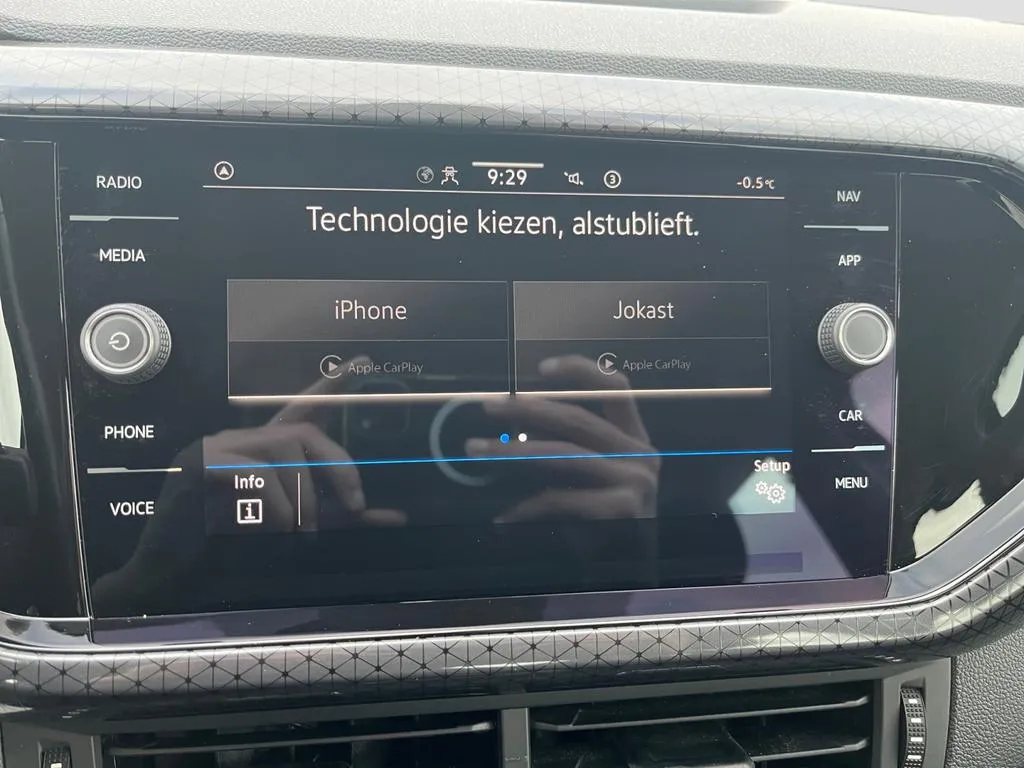 9:29
3
-0.5°C
RADIO
MEDIA
PHONE
VOICE
Technologie kiezen, alstublieft.
iPhone
Apple CarPlay
Jokast
Apple CarPlay
Info
i
Setup
NAV
APP
CAR
MENU